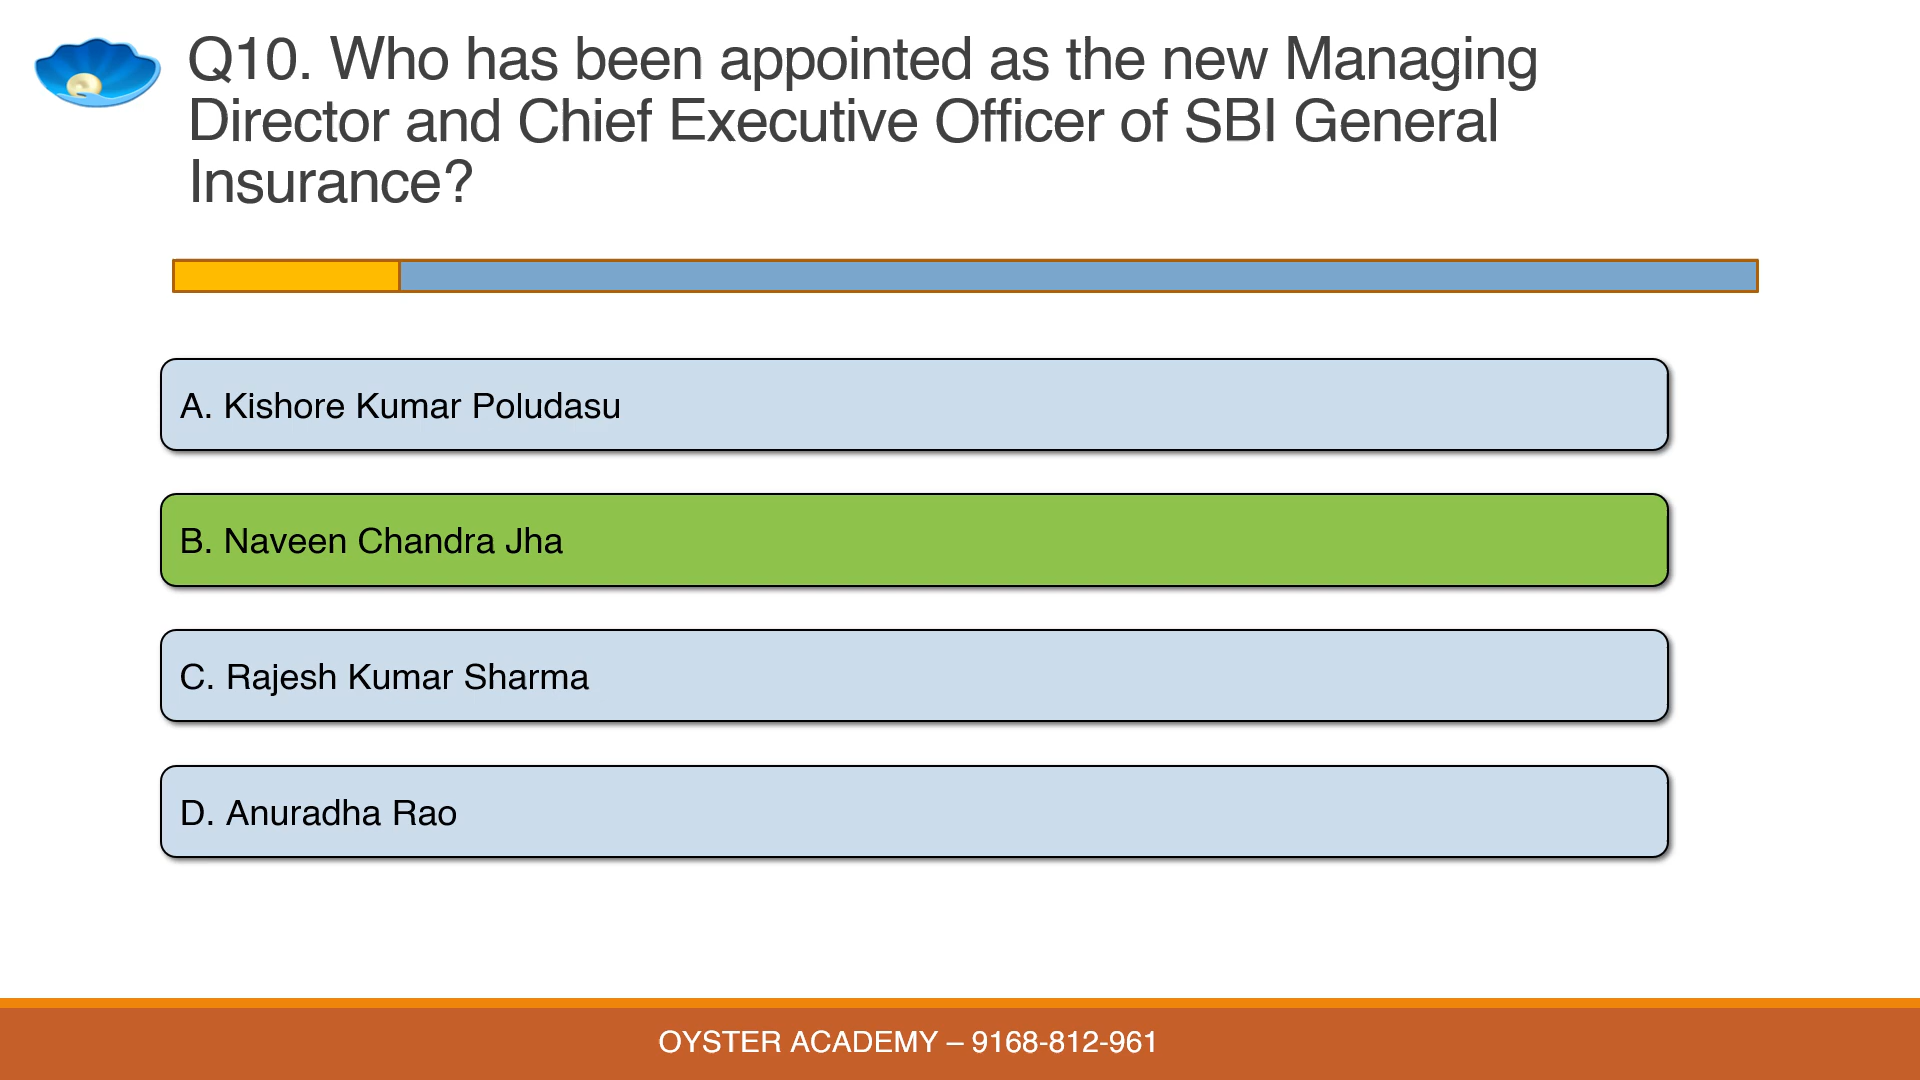 Q10. Who has been appointed as the new Managing
Director and Chief Executive Officer of SBI General
Insurance?
A. Kishore Kumar Poludasu
B. Naveen Chandra Jha
C. Rajesh Kumar Sharma
D. Anuradha Rao
OYSTER ACADEMY – 9168-812-961